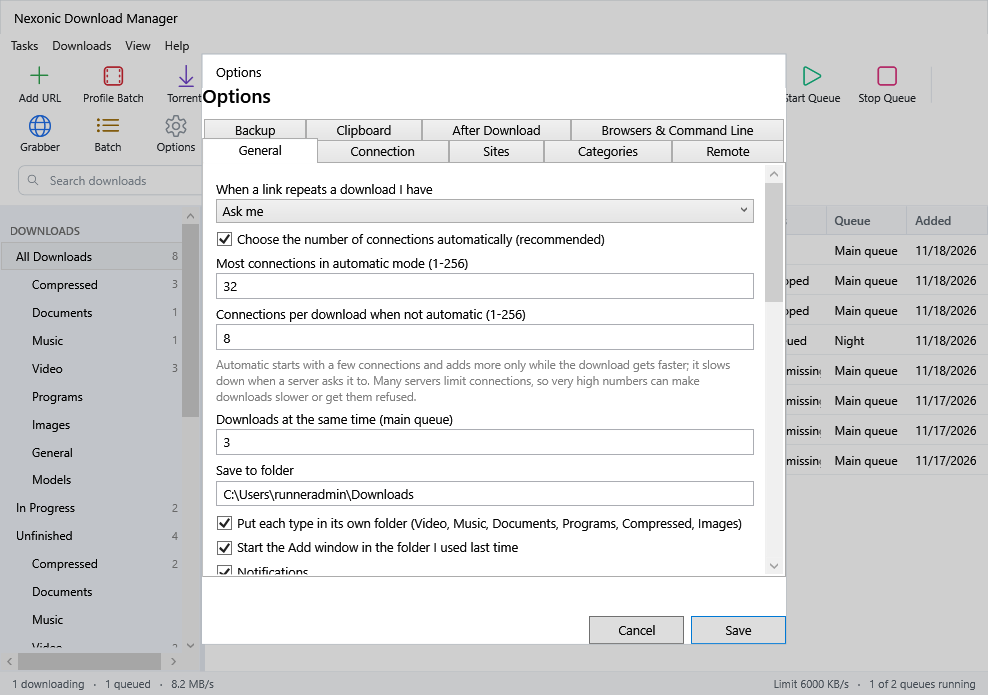 Nexonic Download Manager
Tasks Downloads View Help
Add URL Profile Batch Torrent Start Queue Stop Queue
Grabber Batch Options
Search downloads
Options
Options
Backup Clipboard After Download Browsers & Command Line
General Connection Sites Categories Remote
When a link repeats a download I have
Ask me
Choose the number of connections automatically (recommended)
Most connections in automatic mode (1-256)
32
Connections per download when not automatic (1-256)
8
Automatic starts with a few connections and adds more only while the download gets faster; it slows
down when a server asks it to. Many servers limit connections, so very high numbers can make
downloads slower or get them refused.
Downloads at the same time (main queue)
3
Save to folder
C:\Users\runneradmin\Downloads
Put each type in its own folder (Video, Music, Documents, Programs, Compressed, Images)
Start the Add window in the folder I used last time
Notifications
Cancel Save
DOWNLOADS
All Downloads 8
Compressed 3
Documents 1
Music 1
Video 3
Programs
Images
General
Models
In Progress 2
Unfinished 4
Compressed 2
Documents
Music
Video 2
Queue Added
Main queue 11/18/2026
pped Main queue 11/18/2026
pped Main queue 11/18/2026
ued Night 11/18/2026
missing Main queue 11/18/2026
missing Main queue 11/17/2026
missing Main queue 11/17/2026
missing Main queue 11/17/2026
1 downloading · 1 queued · 8.2 MB/s
Limit 6000 KB/s · 1 of 2 queues running